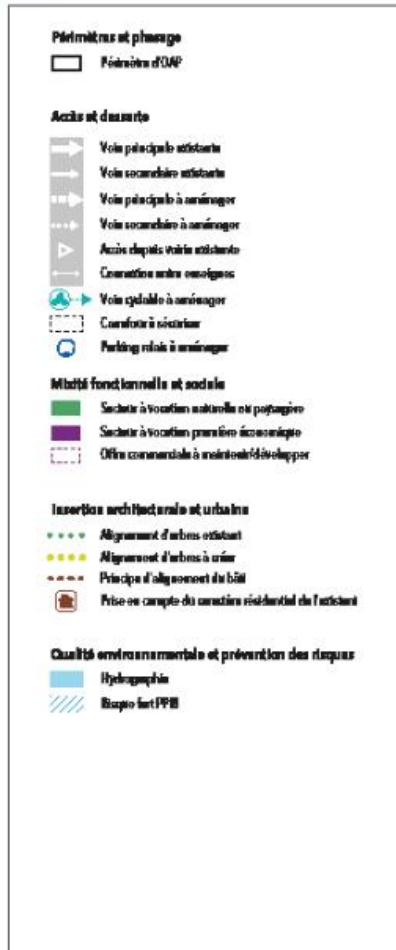 Périmètres et phasage
Périmètre d'OAP
Accès et desserte
Voie principale existante
Voie secondaire existante
Voie principale à aménager
Voie secondaire à aménager
Accès depuis voirie existante
Connexion entre enseignes
Voie cyclable à aménager
Carrefour à sécuriser
Parking relais à aménager
Mixité fonctionnelle et sociale
Secteur à vocation naturelle ou paysagère
Secteur à vocation première économique
Offre commerciale à maintenir/développer
Insertion architecturale et urbaine
Alignement d'arbres existant
Alignement d'arbres à créer
Principe d'alignement du bâti
Prise en compte du caractère résidentiel de l'existant
Qualité environnementale et prévention des risques
Hydrographie
Risque fort PPRI